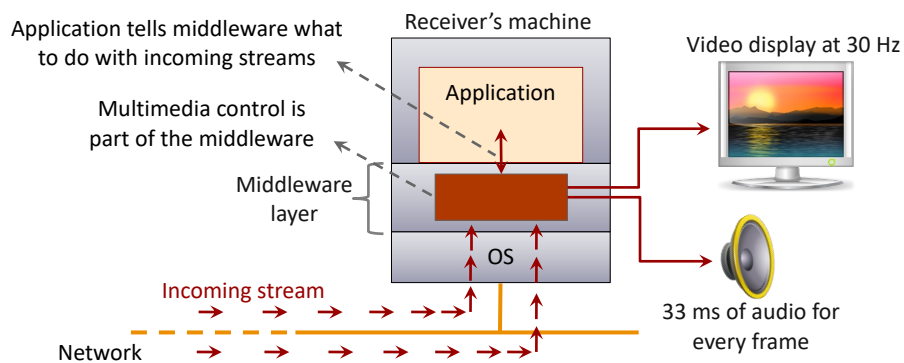 Receiver's machine
Application tells middleware what
to do with incoming streams
Video display at 30 Hz
Application
Multimedia control is
part of the middleware
Middleware
layer
OS
Incoming stream
33 ms of audio for
every frame
Network